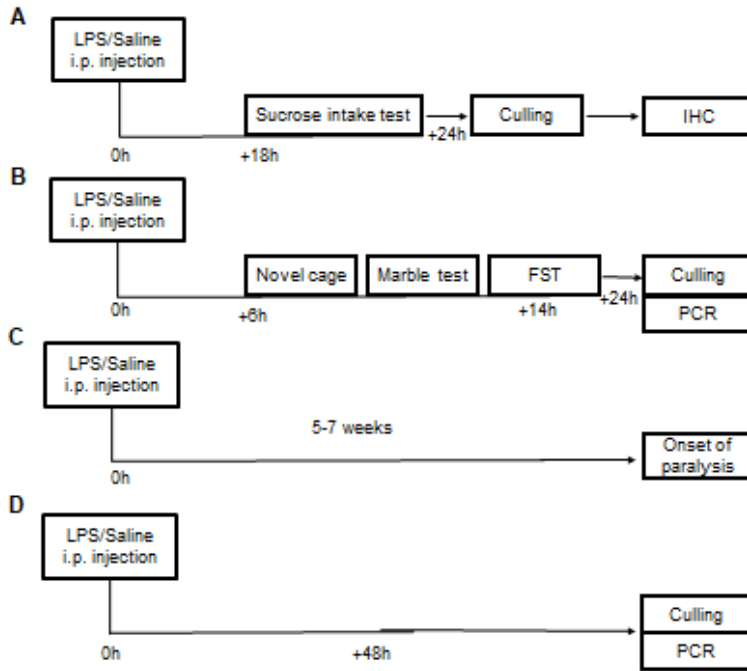 A
LPS/Saline
i.p. injection
Sucrose intake test
Culling
IHC
+24h
0h
+18h
B
LPS/Saline
i.p. injection
Novel cage
Marble test
FST
Culling
+24h
PCR
0h
+6h
+14h
C
LPS/Saline
i.p. injection
5-7 weeks
Onset of
paralysis
0h
D
LPS/Saline
i.p. injection
Culling
PCR
0h
+48h